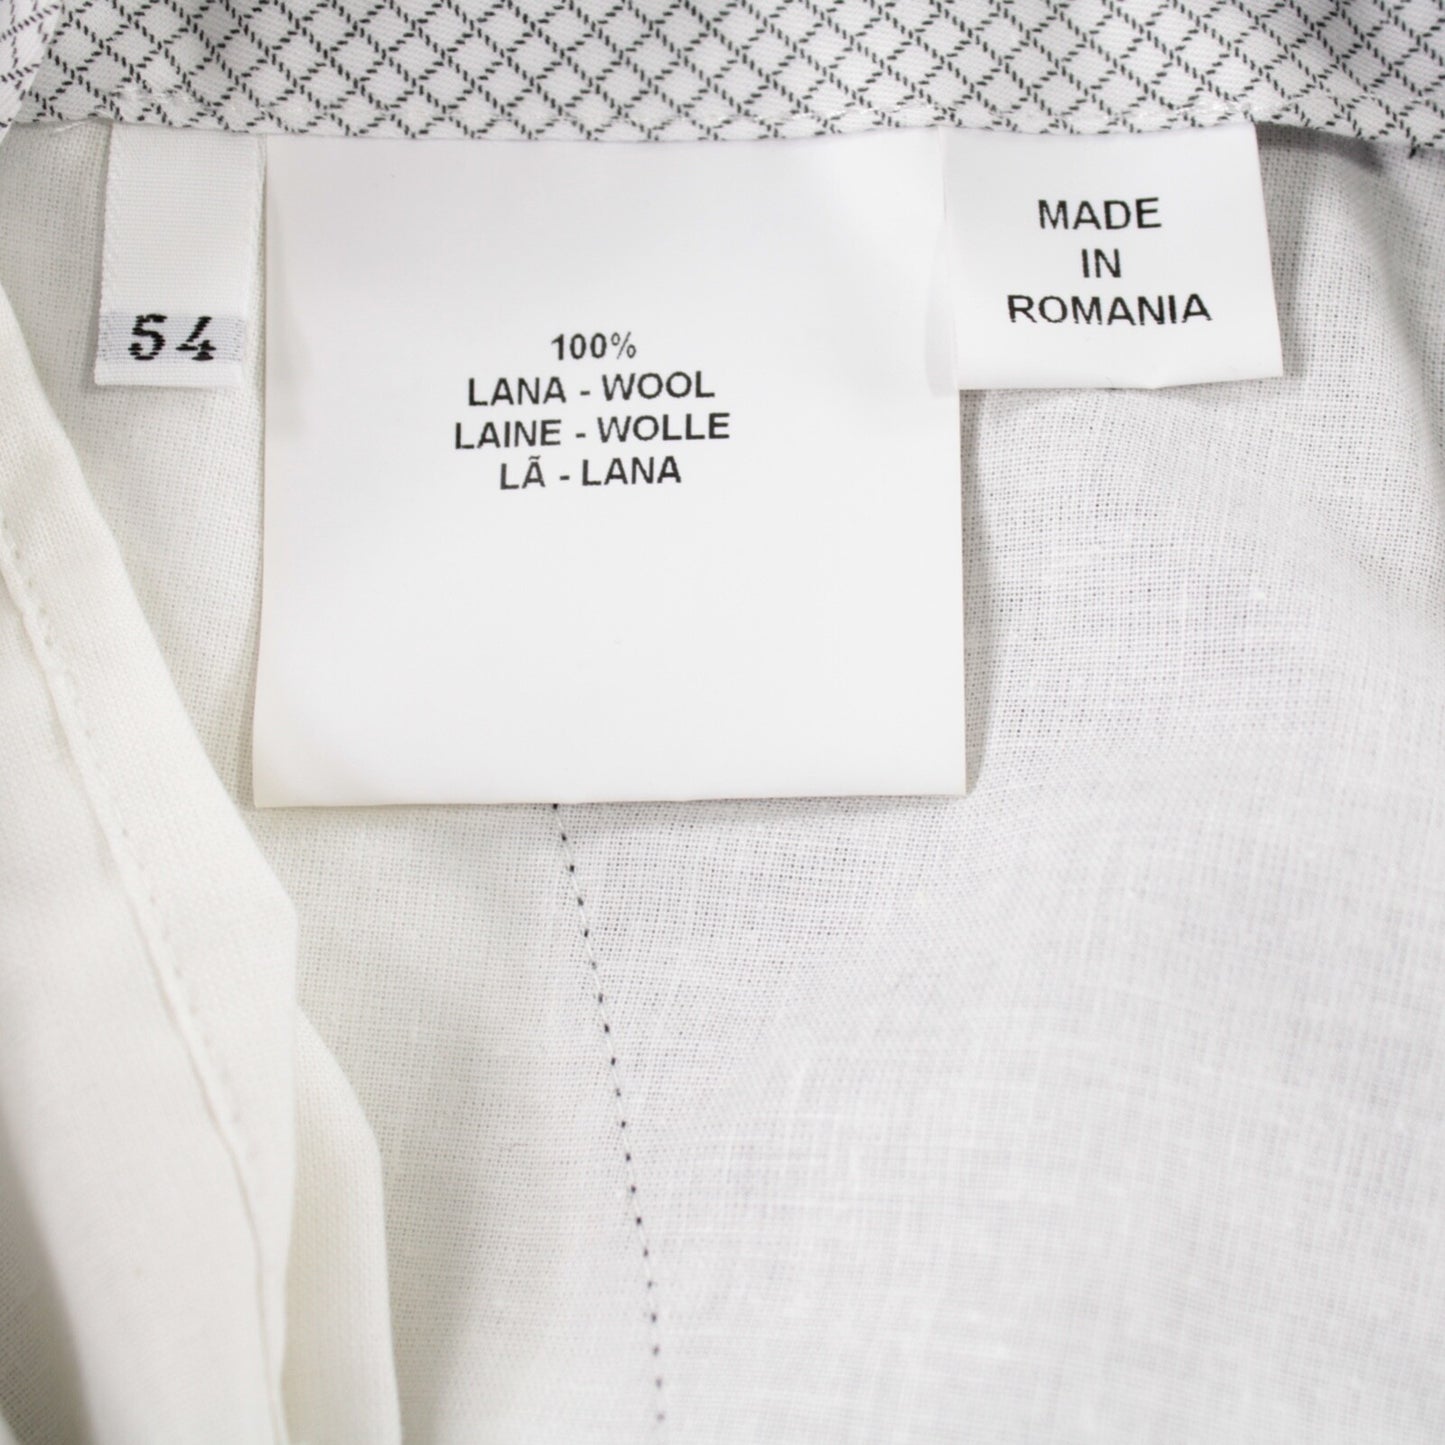 54
100%
LANA - WOOL
LAINE - WOLLE
LÃ - LANA
MADE
IN
ROMANIA